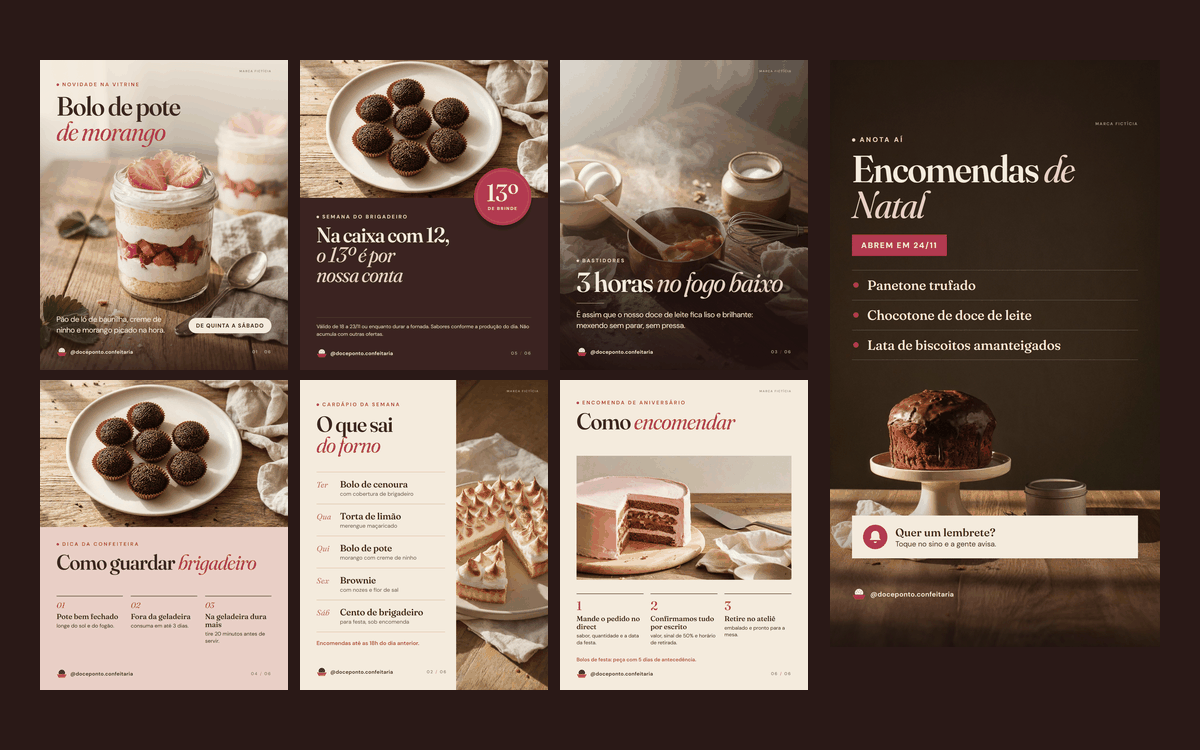 MARCA FICTÍCIA
NOVIDADE NA VITRINE
Bolo de pote
de morango
Pão de ló de baunilha, creme de
ninho e morango picado na hora.
DE QUINTA A SÁBADO
@doceponto.confeitaria
01 / 06
MARCA FICTÍCIA
13º
DE BRINDE
SEMANA DO BRIGADEIRO
Na caixa com 12,
o 13º é por
nossa conta
Válido de 18 a 23/11 ou enquanto durar a fornada. Sabores conforme a produção do dia. Não
acumula com outras ofertas.
@doceponto.confeitaria
05 / 06
MARCA FICTÍCIA
BASTIDORES
3 horas no fogo baixo
É assim que o nosso doce de leite fica liso e brilhante:
mexendo sem parar, sem pressa.
@doceponto.confeitaria
03 / 06
DICA DA CONFEITEIRA
Como guardar brigadeiro
01
Pote bem fechado
longe do sol e do fogão.
02
Fora da geladeira
consuma em até 3 dias.
03
Na geladeira dura
mais
tire 20 minutos antes de
servir.
@doceponto.confeitaria
04 / 06
MARCA FICTÍCIA
CARDÁPIO DA SEMANA
O que sai
do forno
Ter Bolo de cenoura
com cobertura de brigadeiro
Qua Torta de limão
merengue maçaricado
Qui Bolo de pote
morango com creme de ninho
Sex Brownie
com nozes e flor de sal
Sáb Cento de brigadeiro
para festa, sob encomenda
Encomendas até as 18h do dia anterior.
@doceponto.confeitaria
02 / 06
MARCA FICTÍCIA
ENCOMENDA DE ANIVERSÁRIO
Como encomendar
1
Mande o pedido no
direct
sabor, quantidade e a data
da festa.
2
Confirmamos tudo
por escrito
valor, sinal de 50% e horário
de retirada.
3
Retire no ateliê
embalado e pronto para a
mesa.
Bolos de festa: peça com 5 dias de antecedência.
@doceponto.confeitaria
06 / 06
MARCA FICTÍCIA
ANOTA AÍ
Encomendas de
Natal
ABREM EM 24/11
Panetone trufado
Chocotone de doce de leite
Lata de biscoitos amanteigados
Quer um lembrete?
Toque no sino e a gente avisa.
@doceponto.confeitaria